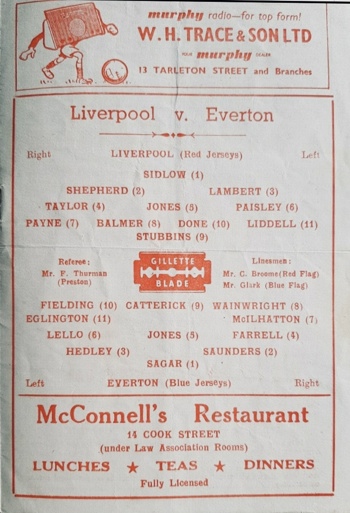 murphy radio—for top form!
W. H. TRACE & SON LTD
YOUR murphy DEALER
13 TARLETON STREET and Branches
Liverpool v. Everton
Right LIVERPOOL (Red Jerseys) Left
SIDLOW (1)
SHEPHERD (2) LAMBERT (3)
TAYLOR (4) JONES (5) PAISLEY (6)
PAYNE (7) BALMER (8) DONE (10) LIDDELL (11)
STUBBINS (9)
Referee:
Mr. F. Thurman
(Preston)
GILLETTE
BLADE
Linesmen:
Mr. C. Broome(Red Flag)
Mr. Glark (Blue Flag)
FIELDING (10) CATTERICK (9) WAINWRIGHT (8)
EGLINGTON (11) McILHATTON (7)
LELLO (6) JONES (5) FARRELL (4)
HEDLEY (3) SAUNDERS (2)
SAGAR (1)
Left EVERTON (Blue Jerseys) Right
McConnell's Restaurant
14 COOK STREET
(under Law Association Rooms)
LUNCHES ★ TEAS ★ DINNERS
Fully Licensed